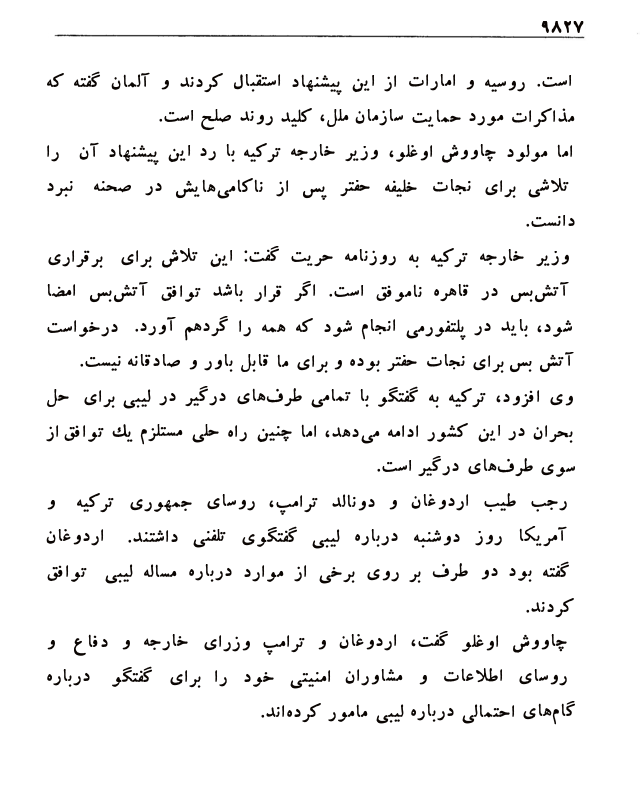 ۹۸۲۷
است. روسیه و امارات از این پیشنهاد استقبال کردند و آلمان گفته که
مذاکرات مورد حمایت سازمان ملل، کلید روند صلح است.
اما مولود چاووش اوغلو، وزیر خارجه ترکیه با رد این پیشنهاد آن را
تلاشی برای نجات خلیفه حفتر پس از ناکامی‌هایش در صحنه نبرد
دانست.
وزیر خارجه ترکیه به روزنامه حریت گفت: این تلاش برای برقراری
آتش‌بس در قاهره ناموفق است. اگر قرار باشد توافق آتش‌بس امضا
شود، باید در پلتفورمی انجام شود که همه را گردهم آورد. درخواست
آتش بس برای نجات حفتر بوده و برای ما قابل باور و صادقانه نیست.
وی افزود، ترکیه به گفتگو با تمامی طرف‌های درگیر در لیبی برای حل
بحران در این کشور ادامه می‌دهد، اما چنین راه حلی مستلزم یك توافق از
سوی طرف‌های درگیر است.
رجب طیب اردوغان و دونالد ترامپ، روسای جمهوری ترکیه و
آمریکا روز دوشنبه درباره لیبی گفتگوی تلفنی داشتند. اردوغان
گفته بود دو طرف بر روی برخی از موارد درباره مساله لیبی توافق
کردند.
چاووش اوغلو گفت، اردوغان و ترامپ وزرای خارجه و دفاع و
روسای اطلاعات و مشاوران امنیتی خود را برای گفتگو درباره
گام‌های احتمالی درباره لیبی مامور کرده‌اند.